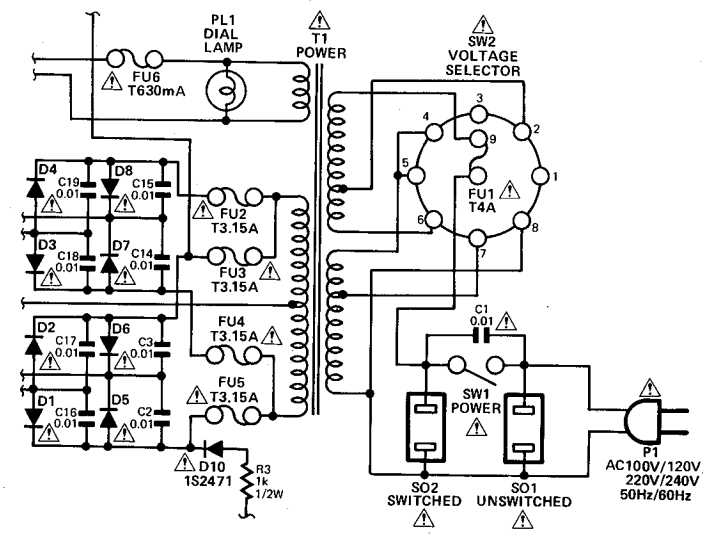 PL1
DIAL
LAMP
T1
POWER
SW2
VOLTAGE
SELECTOR
FU6
T630mA
3
4
2
9
5
1
FU1
T4A
6
8
7
D4
C19
0.01
D8
C15
0.01
FU2
T3.15A
D3
C18
0.01
D7
C14
0.01
FU3
T3.15A
D2
C17
0.01
D6
C3
0.01
FU4
T3.15A
D1
C16
0.01
D5
C2
0.01
FU5
T3.15A
C1
0.01
SW1
POWER
D10
1S2471
R3
1k
1/2W
SO2
SWITCHED
SO1
UNSWITCHED
P1
AC100V/120V,
220V/240V
50Hz/60Hz